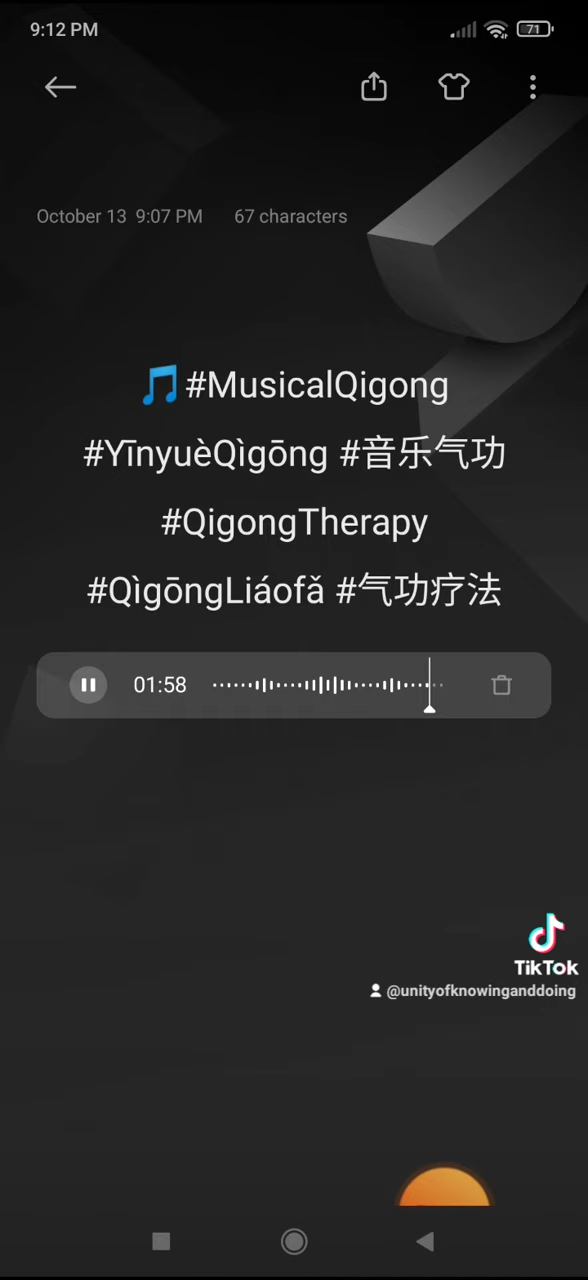 9:12 PM
71
October 13 9:07 PM 67 characters
🎵#MusicalQigong
#YīnyuèQìgōng #音乐气功
#QigongTherapy
#QìgōngLiáofǎ #气功疗法
01:58
TikTok
@unityofknowinganddoing